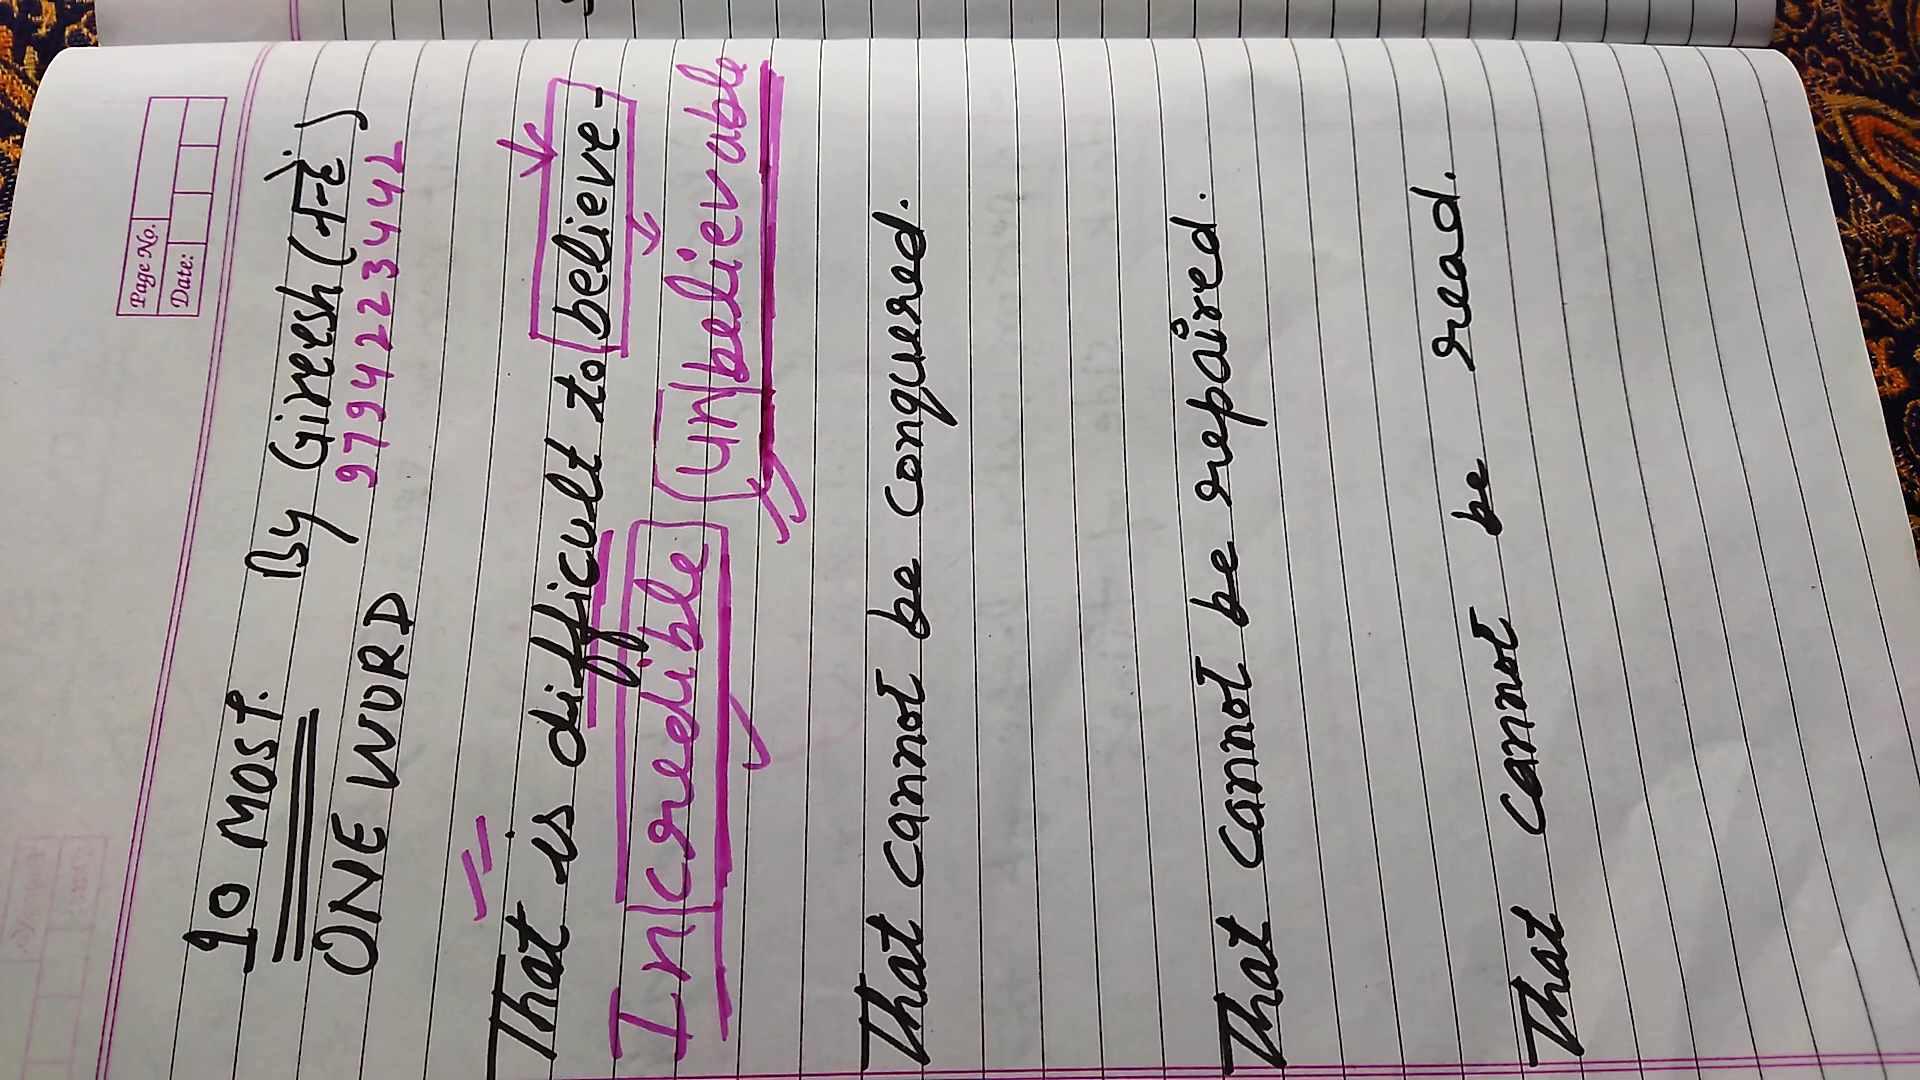 Page No.
Date:
10 MOST. By Gireesh (सर)
9794223442
ONE WORD
That is difficult to believe-
Incredible (unbelievable
That cannot be conquered.
That cannot be repaired.
That cannot be read.